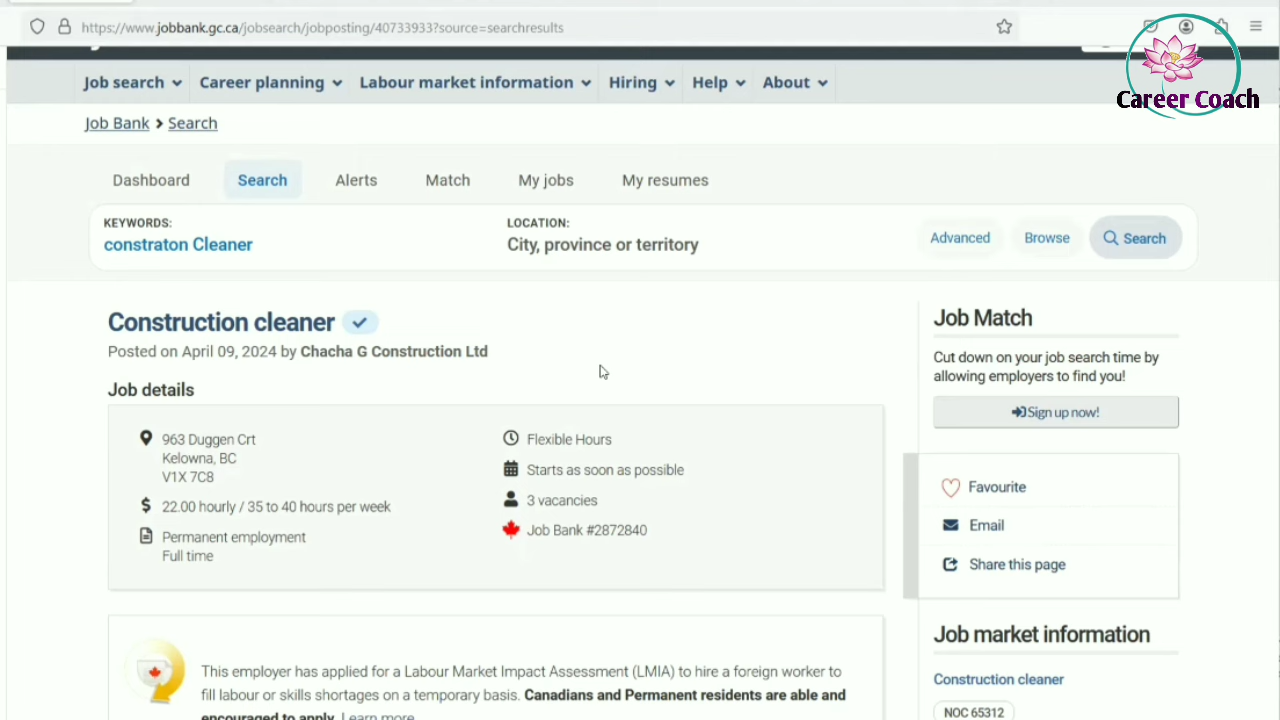 https://www.jobbank.gc.ca/jobsearch/jobposting/40733933?source=searchresults
Career Coach
Job search
Career planning
Labour market information
Hiring
Help
About
Job Bank > Search
Dashboard
Search
Alerts
Match
My jobs
My resumes
KEYWORDS:
constraton Cleaner
LOCATION:
City, province or territory
Advanced
Browse
Search
Construction cleaner
Posted on April 09, 2024 by Chacha G Construction Ltd
Job details
963 Duggen Crt
Kelowna, BC
V1X 7C8
22.00 hourly / 35 to 40 hours per week
Permanent employment
Full time
Flexible Hours
Starts as soon as possible
3 vacancies
Job Bank #2872840
This employer has applied for a Labour Market Impact Assessment (LMIA) to hire a foreign worker to
fill labour or skills shortages on a temporary basis. Canadians and Permanent residents are able and
encouraged to apply. Learn more
Job Match
Cut down on your job search time by
allowing employers to find you!
Sign up now!
Favourite
Email
Share this page
Job market information
Construction cleaner
NOC 65312